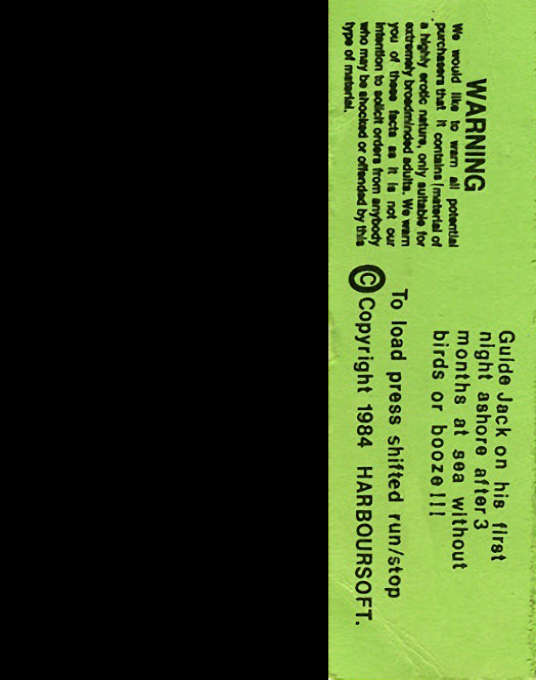 WARNING
We would like to warn all potential
purchasers that it contains material of
a highly erotic nature, only suitable for
extremely broadminded adults. We warn
you of these facts as it is not our
intention to solicit orders from anybody
who may be shocked or offended by this
type of material.
Guide Jack on his first
night ashore after 3
months at sea without
birds or booze!!!
To load press shifted run/stop
© Copyright 1984 HARBOURSOFT.